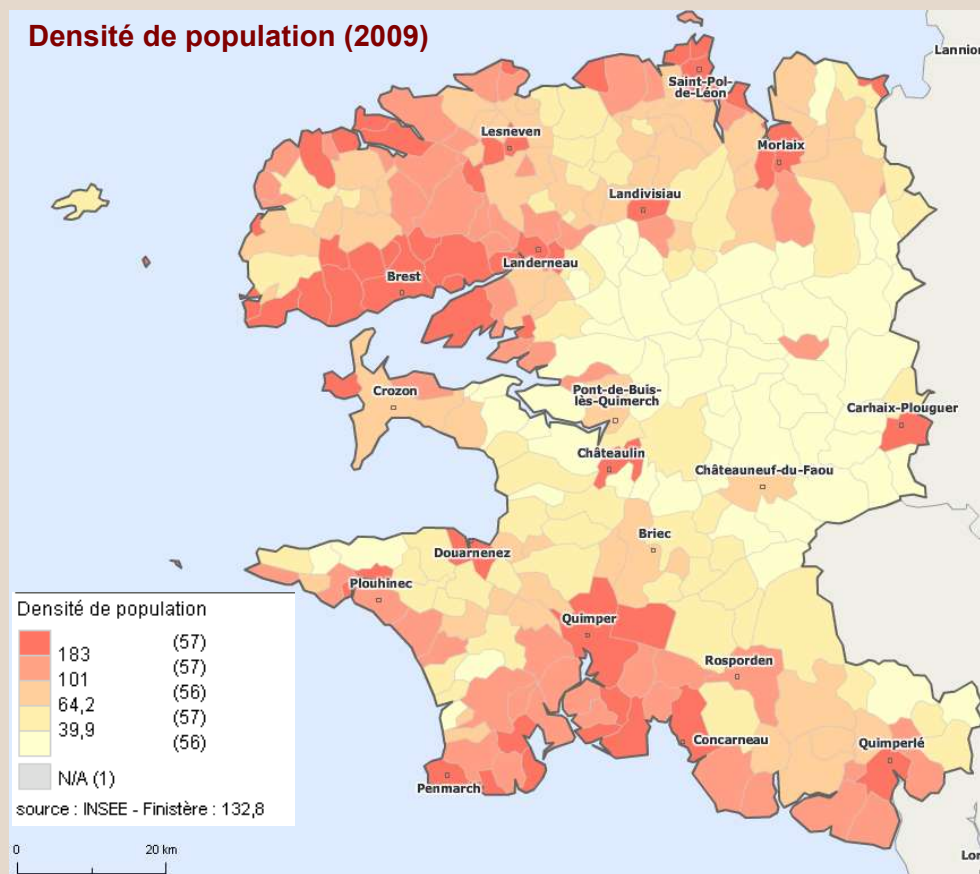 Densité de population (2009)
Lannion
Saint-Pol-
de-Léon
Lesneven
Morlaix
Landivisiau
Landerneau
Brest
Crozon
Pont-de-Buis-
lès-Quimerch
Carhaix-Plouguer
Châteaulin
Châteauneuf-du-Faou
Briec
Douarnenez
Plouhinec
Quimper
Rosporden
Concarneau
Quimperlé
Penmarch
Lor
Densité de population
183 (57)
101 (57)
64,2 (56)
39,9 (57)
(56)
N/A (1)
source : INSEE - Finistère : 132,8
0 20 km